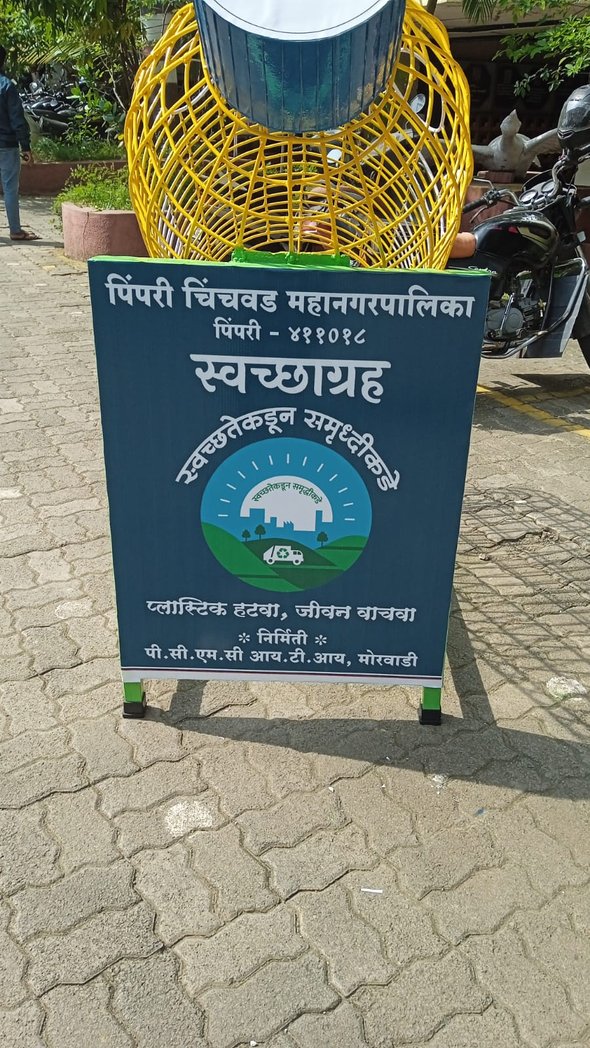 पिंपरी चिंचवड महानगरपालिका
पिंपरी - ४११०१८
स्वच्छाग्रह
स्वच्छतेकडून समृध्दीकडे
स्वच्छतेकडून समृद्धीकडे
प्लास्टिक हटवा, जीवन वाचवा
* निर्मिती *
पी.सी.एम.सी आय.टी.आय, मोरवाडी